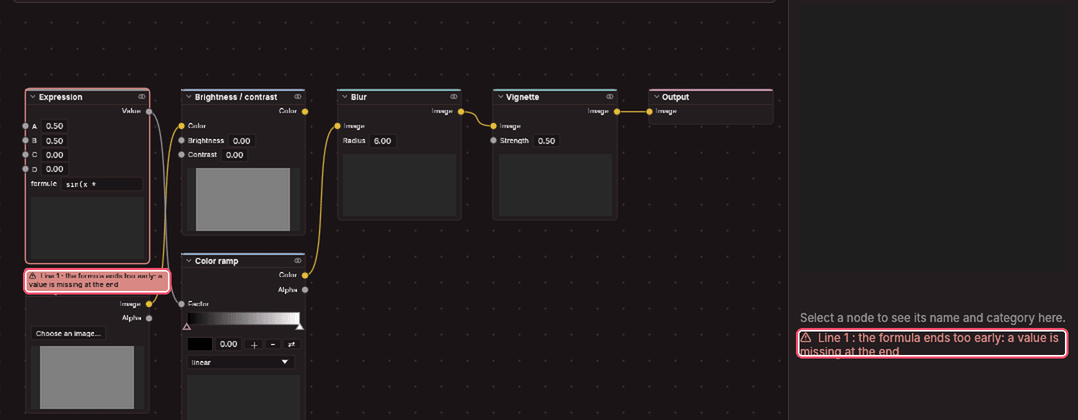 Expression
Value
A 0.50
B 0.50
C 0.00
D 0.00
formule sin(x *
Line 1 : the formula ends too early: a
value is missing at the end
Image
Alpha
Choose an image...
Brightness / contrast
Color
Color
Brightness 0.00
Contrast 0.00
Color ramp
Color
Alpha
Factor
0.00 + - ⇄
linear
Blur
Image
Image
Radius 6.00
Vignette
Image
Image
Strength 0.50
Output
Image
Select a node to see its name and category here.
Line 1 : the formula ends too early: a value is
missing at the end